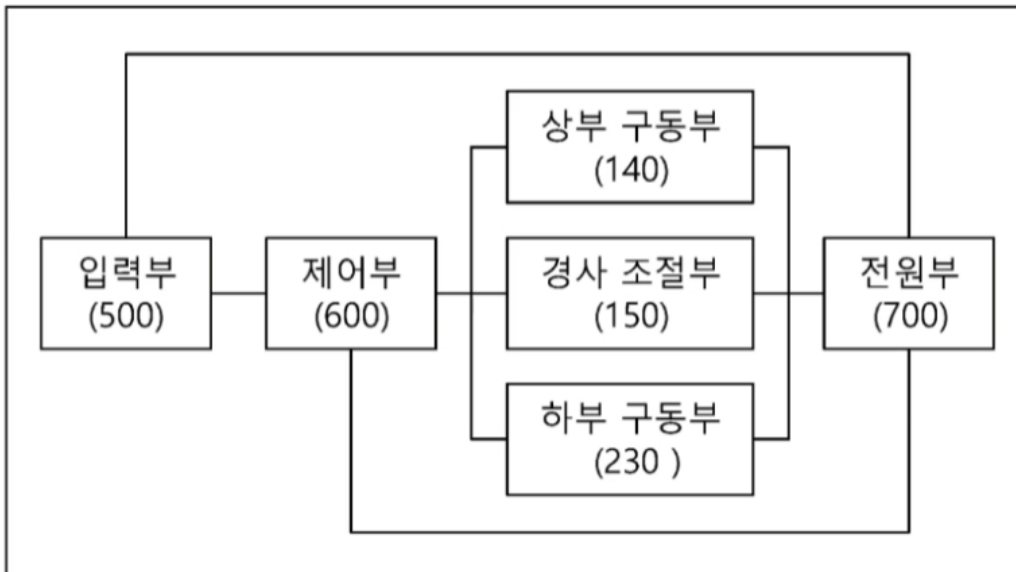 상부 구동부
(140)
입력부
(500)
제어부
(600)
경사 조절부
(150)
전원부
(700)
하부 구동부
(230 )